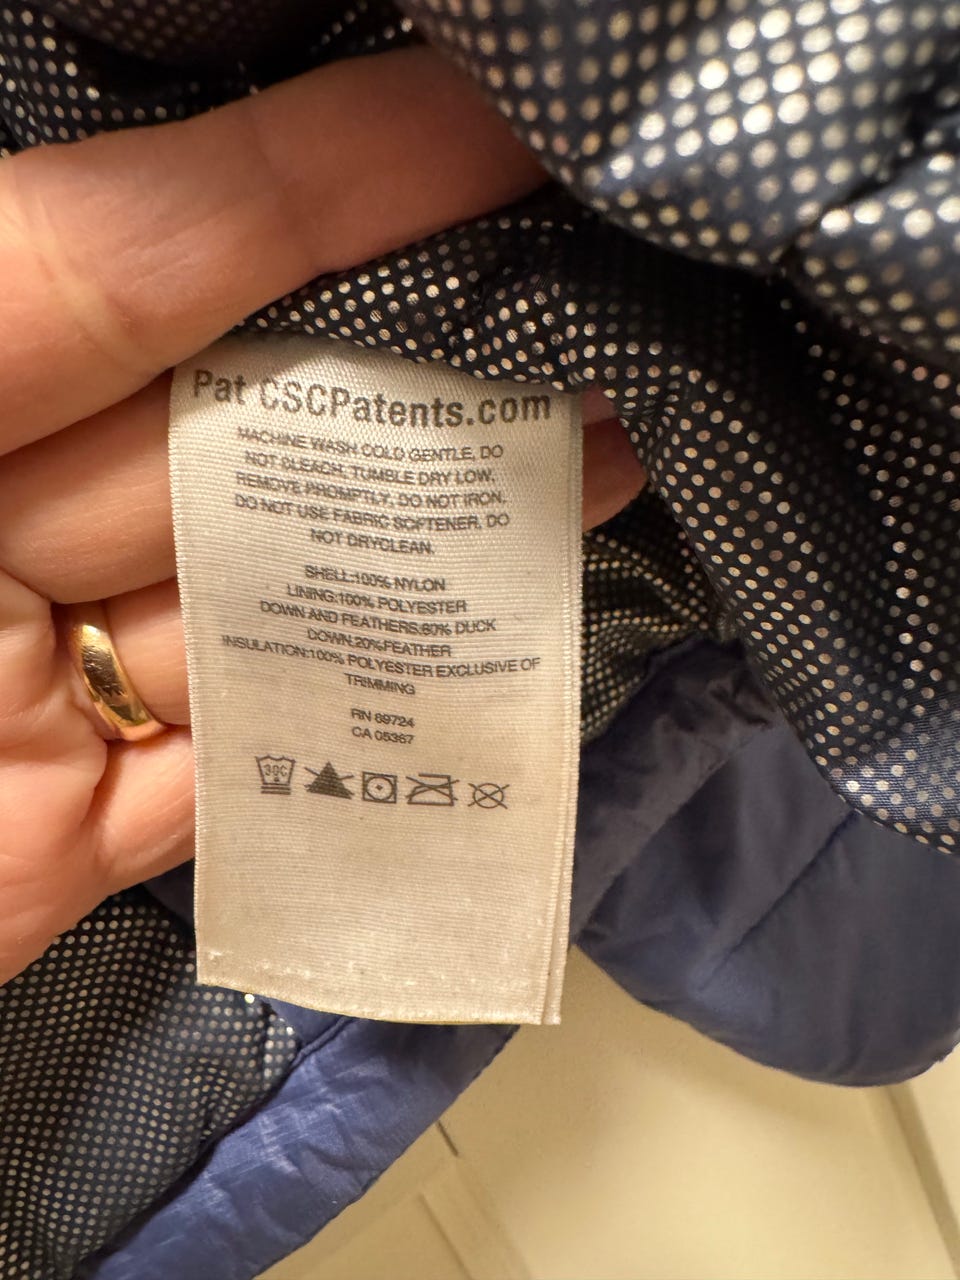 Pat CSCPatents.com
MACHINE WASH COLD GENTLE, DO
NOT BLEACH, TUMBLE DRY LOW,
REMOVE PROMPTLY, DO NOT IRON,
DO NOT USE FABRIC SOFTENER, DO
NOT DRYCLEAN.
SHELL:100% NYLON
LINING:100% POLYESTER
DOWN AND FEATHERS:80% DUCK
DOWN:20%FEATHER
INSULATION:100% POLYESTER EXCLUSIVE OF
TRIMMING
RN 69724
CA 05367
30C